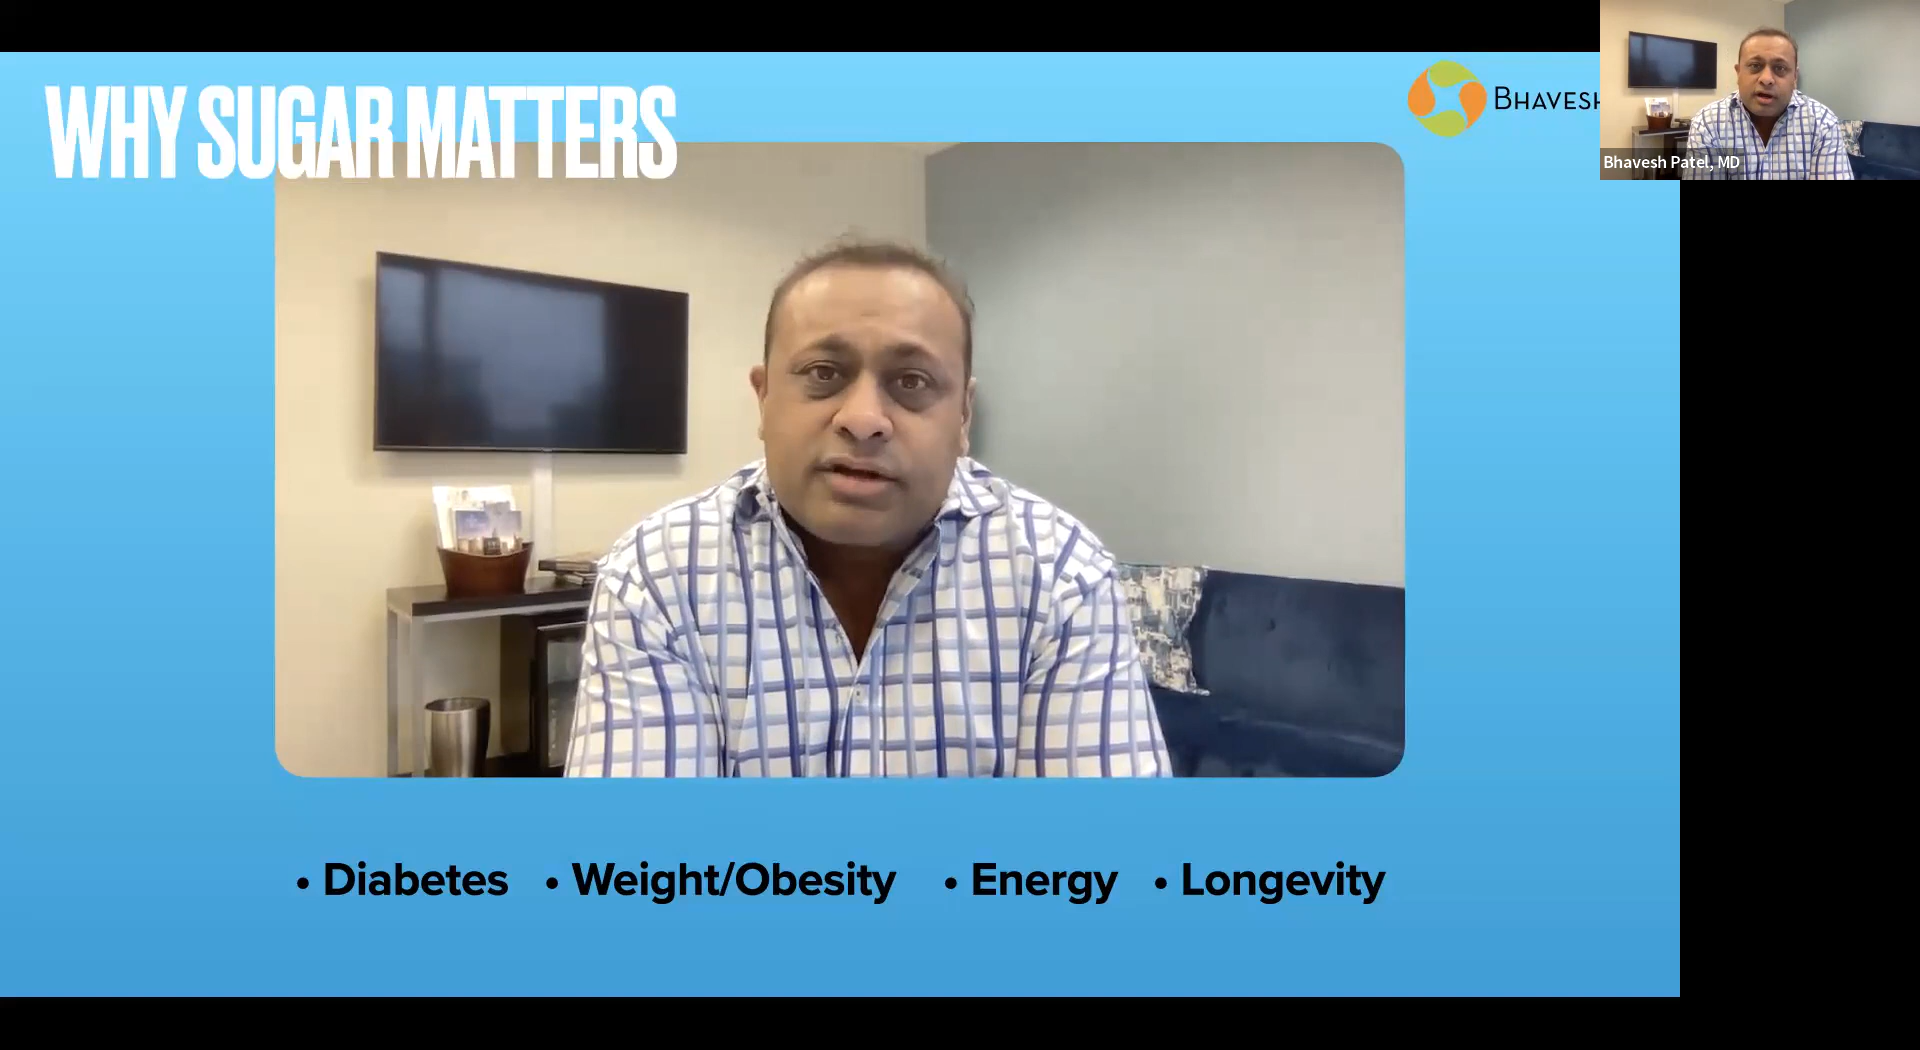 WHY SUGAR MATTERS
BHAVESH
Bhavesh Patel, MD
• Diabetes • Weight/Obesity • Energy • Longevity